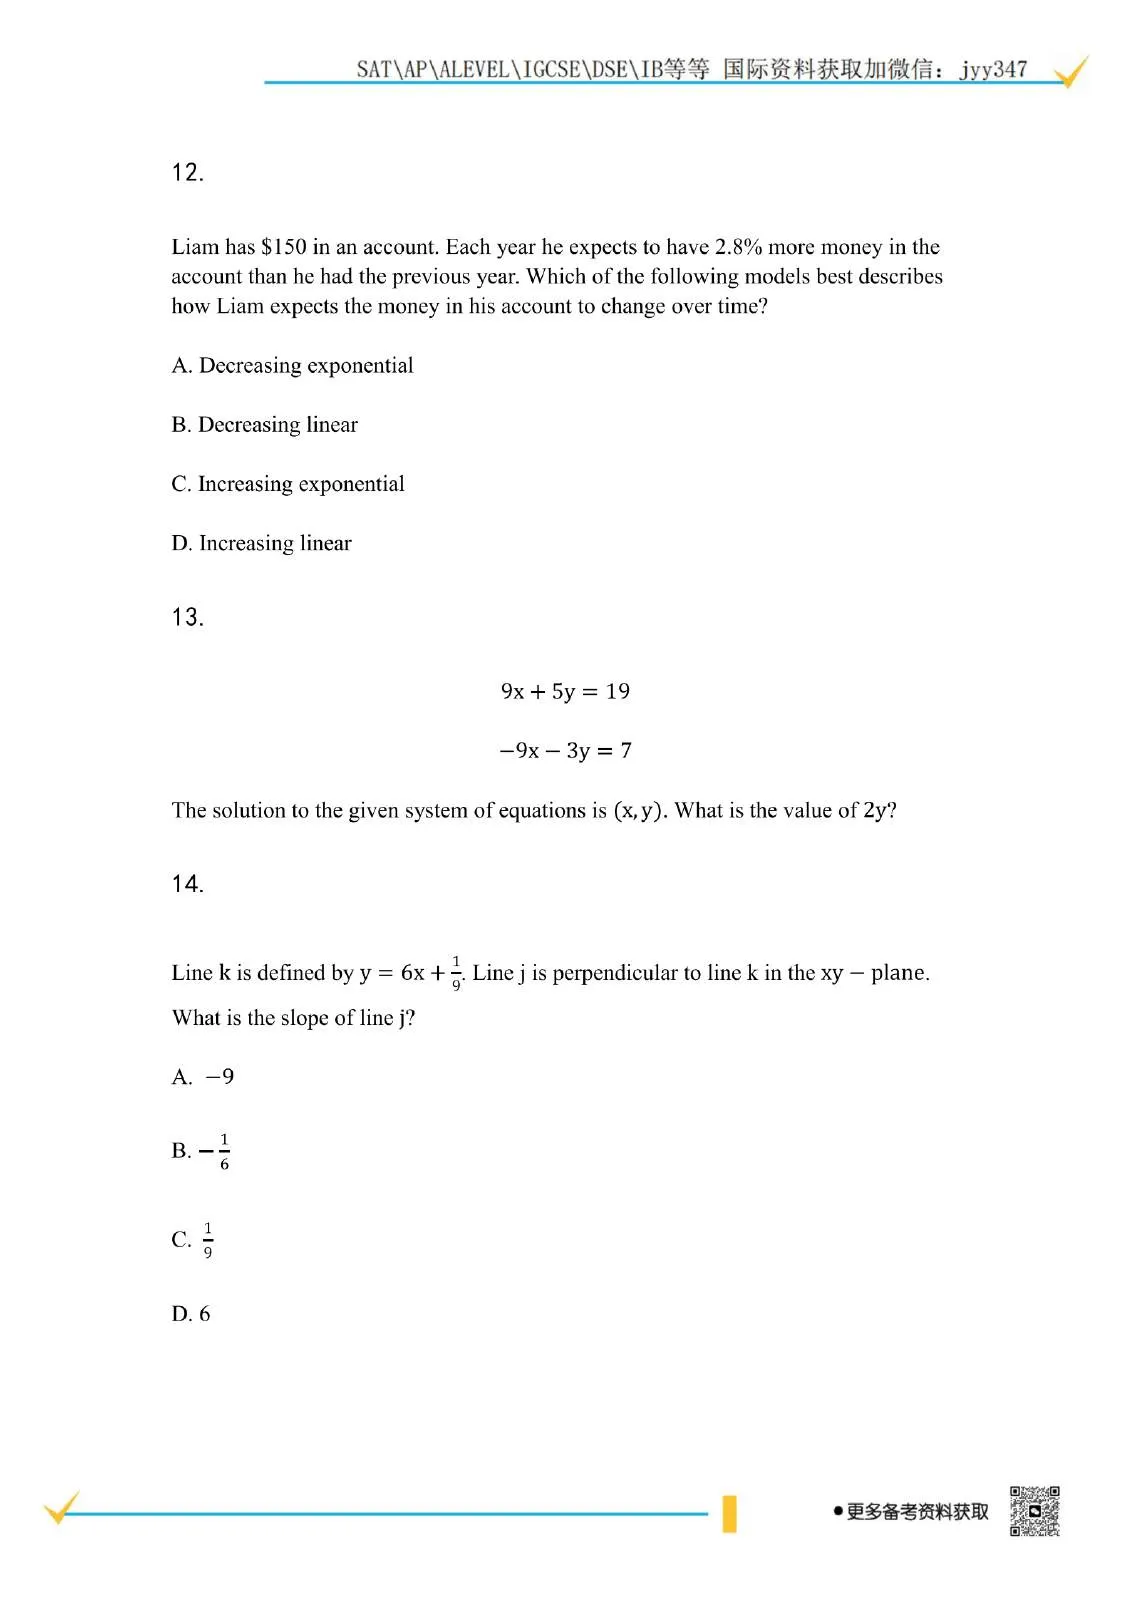 SAT\AP\ALEVEL\IGCSE\DSE\IB等等 国际资料获取加微信：jyy347
12.
Liam has $150 in an account. Each year he expects to have 2.8% more money in the
account than he had the previous year. Which of the following models best describes
how Liam expects the money in his account to change over time?
A. Decreasing exponential
B. Decreasing linear
C. Increasing exponential
D. Increasing linear
13.
9x + 5y = 19
−9x − 3y = 7
The solution to the given system of equations is (x, y). What is the value of 2y?
14.
Line k is defined by y = 6x + 1/9. Line j is perpendicular to line k in the xy − plane.
What is the slope of line j?
A. −9
B. −1/6
C. 1/9
D. 6
●更多备考资料获取